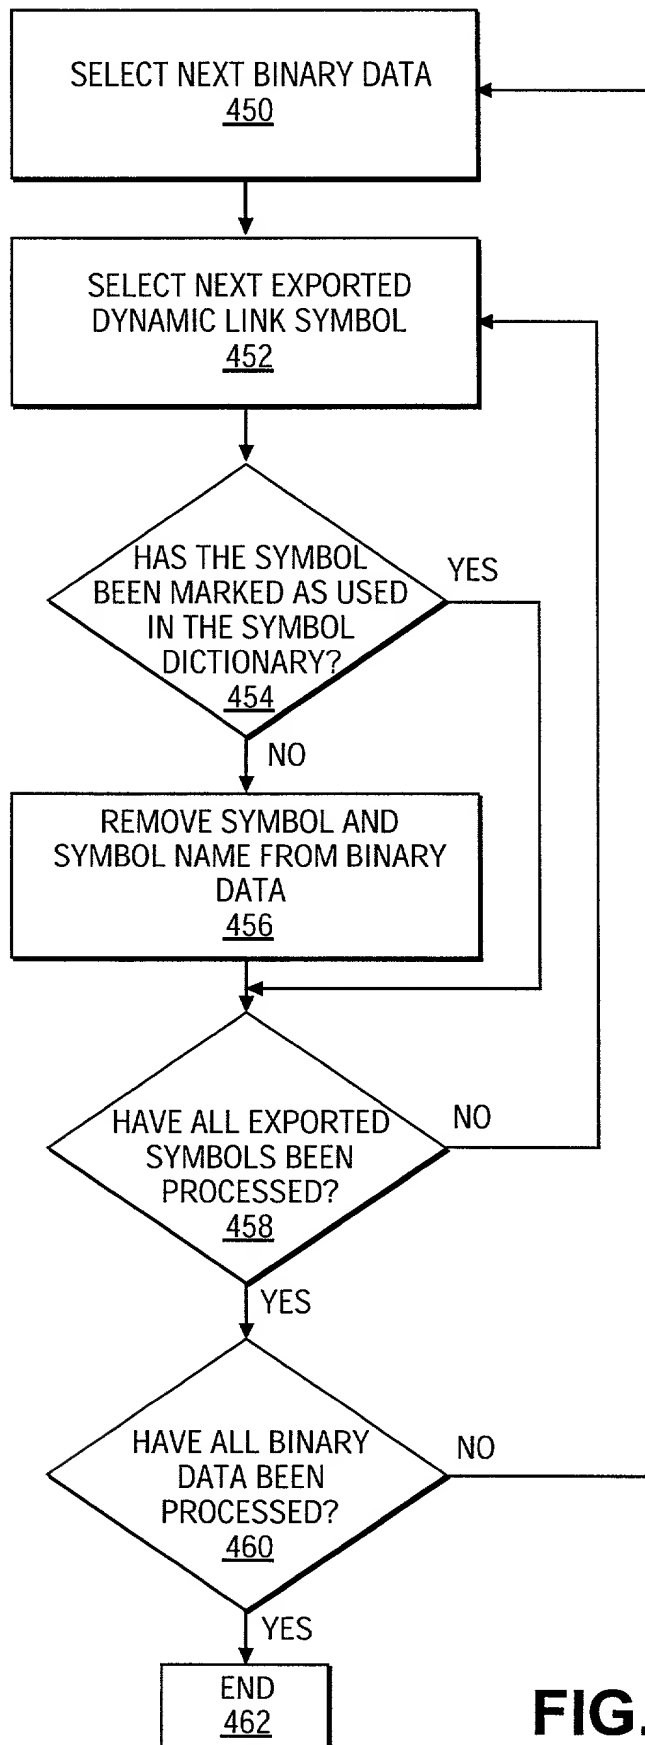 SELECT NEXT BINARY DATA
450
SELECT NEXT EXPORTED
DYNAMIC LINK SYMBOL
452
HAS THE SYMBOL
BEEN MARKED AS USED
IN THE SYMBOL
DICTIONARY?
454
YES
NO
REMOVE SYMBOL AND
SYMBOL NAME FROM BINARY
DATA
456
HAVE ALL EXPORTED
SYMBOLS BEEN
PROCESSED?
458
NO
YES
HAVE ALL BINARY
DATA BEEN
PROCESSED?
460
NO
YES
END
462
FIG.